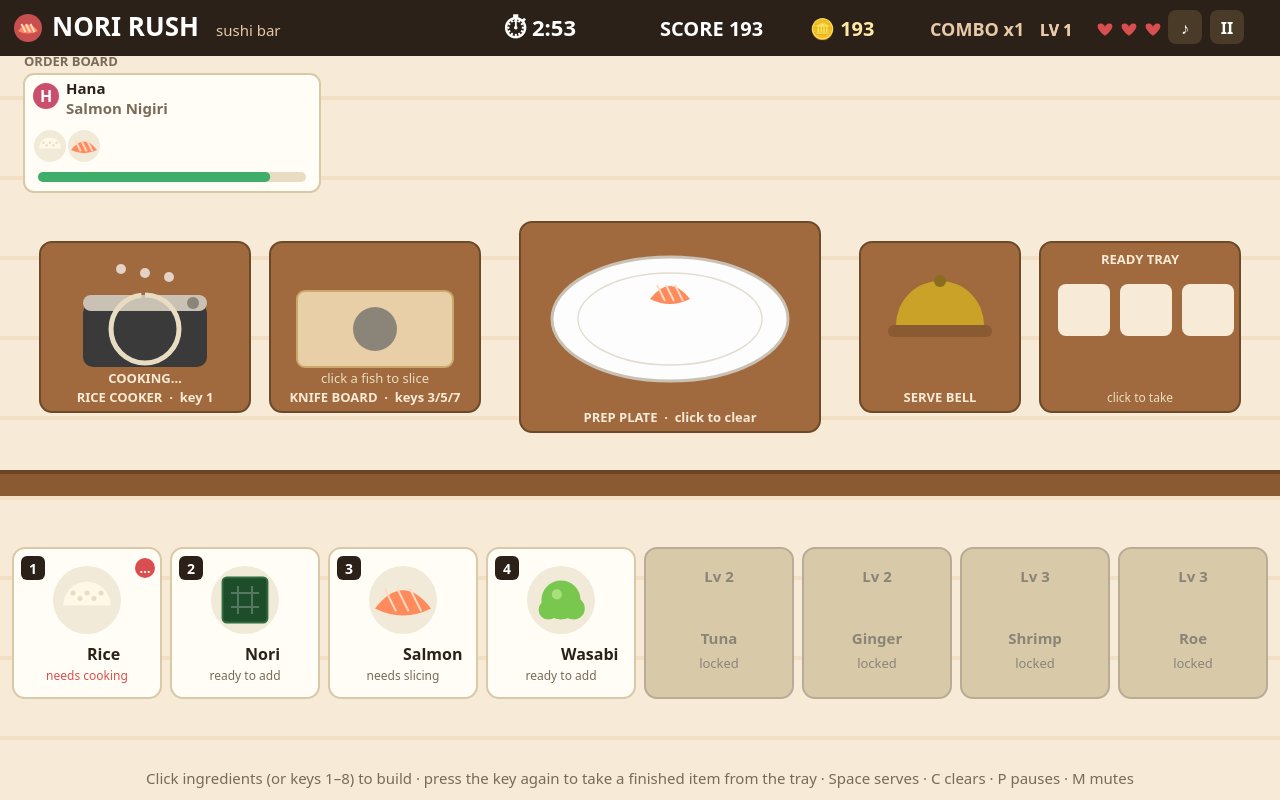 NORI RUSH sushi bar 2:53 SCORE 193 193 COMBO x1 LV 1 ♪ II
ORDER BOARD
H Hana
Salmon Nigiri
READY TRAY
COOKING...
RICE COOKER · key 1
click a fish to slice
KNIFE BOARD · keys 3/5/7
PREP PLATE · click to clear
SERVE BELL
click to take
1 ...
Rice
needs cooking
2
Nori
ready to add
3
Salmon
needs slicing
4
Wasabi
ready to add
Lv 2
Tuna
locked
Lv 2
Ginger
locked
Lv 3
Shrimp
locked
Lv 3
Roe
locked
Click ingredients (or keys 1–8) to build · press the key again to take a finished item from the tray · Space serves · C clears · P pauses · M mutes